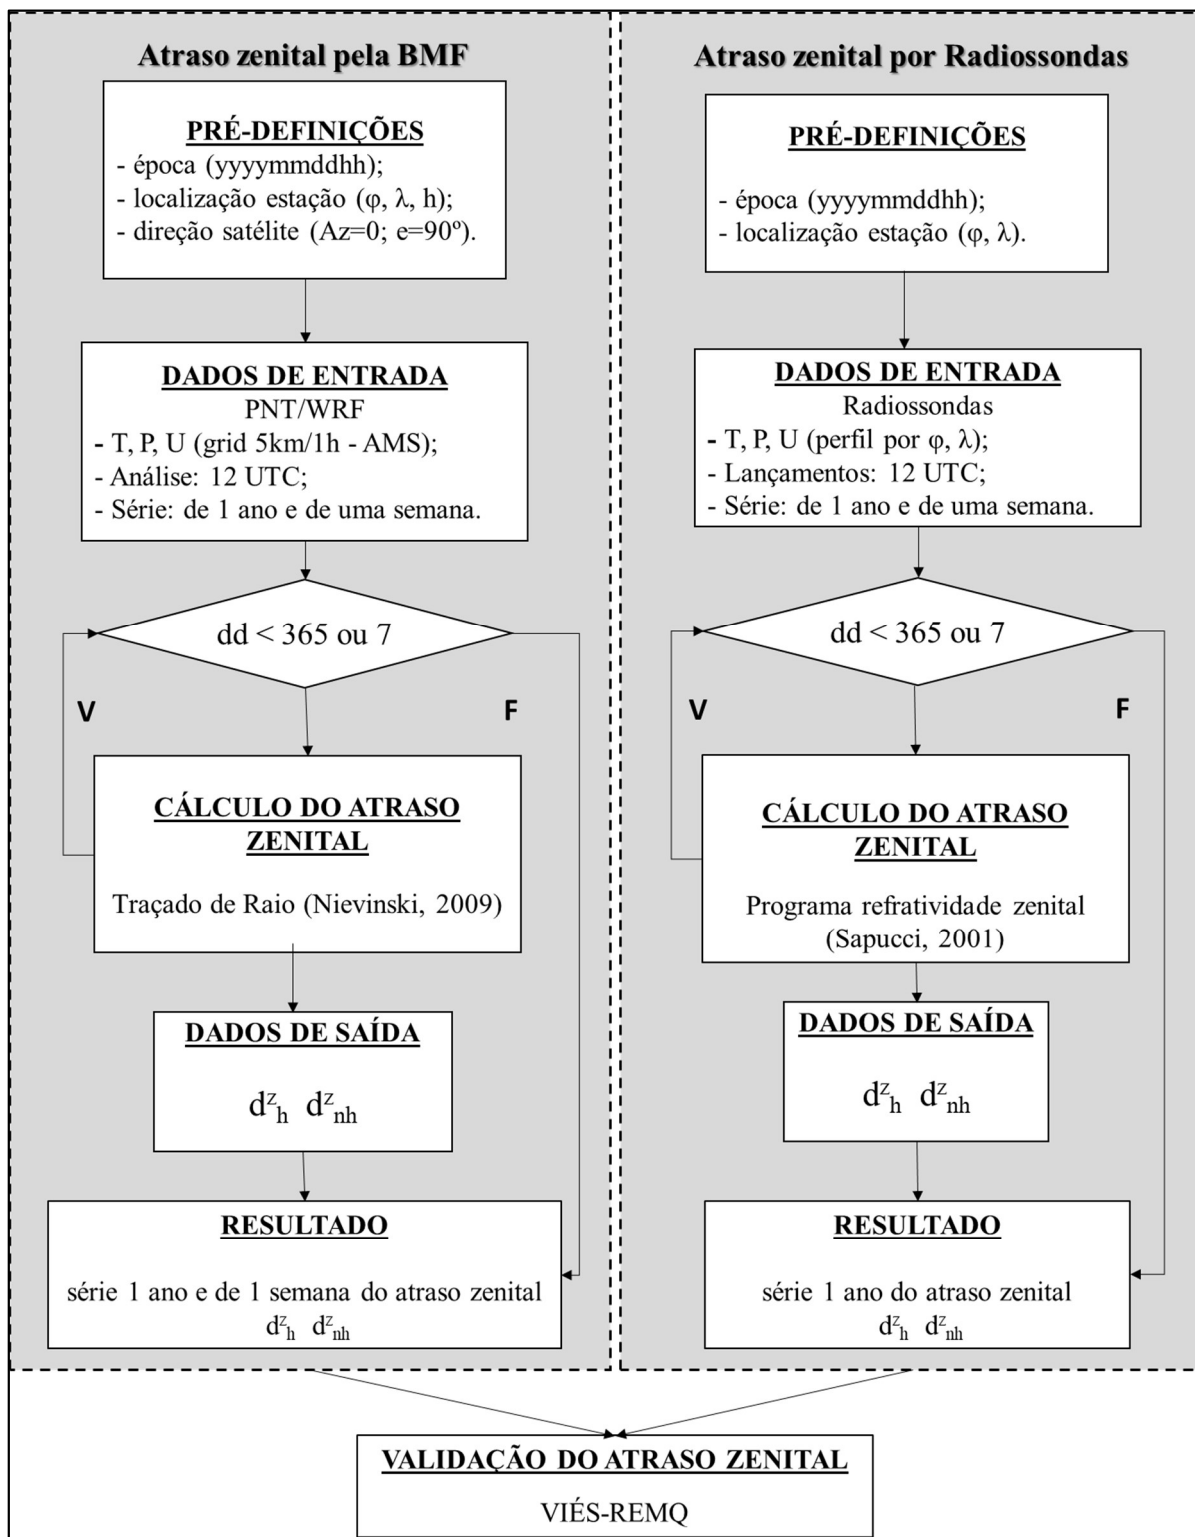 Atraso zenital pela BMF
PRÉ-DEFINIÇÕES
- época (yyyymmddhh);
- localização estação (φ, λ, h);
- direção satélite (Az=0; e=90º).
DADOS DE ENTRADA
PNT/WRF
- T, P, U (grid 5km/1h - AMS);
- Análise: 12 UTC;
- Série: de 1 ano e de uma semana.
dd < 365 ou 7
V
F
CÁLCULO DO ATRASO
ZENITAL
Traçado de Raio (Nievinski, 2009)
DADOS DE SAÍDA
dᶻₕ dᶻₙₕ
RESULTADO
série 1 ano e de 1 semana do atraso zenital
dᶻₕ dᶻₙₕ
Atraso zenital por Radiossondas
PRÉ-DEFINIÇÕES
- época (yyyymmddhh);
- localização estação (φ, λ).
DADOS DE ENTRADA
Radiossondas
- T, P, U (perfil por φ, λ);
- Lançamentos: 12 UTC;
- Série: de 1 ano e de uma semana.
dd < 365 ou 7
V
F
CÁLCULO DO ATRASO
ZENITAL
Programa refratividade zenital
(Sapucci, 2001)
DADOS DE SAÍDA
dᶻₕ dᶻₙₕ
RESULTADO
série 1 ano do atraso zenital
dᶻₕ dᶻₙₕ
VALIDAÇÃO DO ATRASO ZENITAL
VIÉS-REMQ